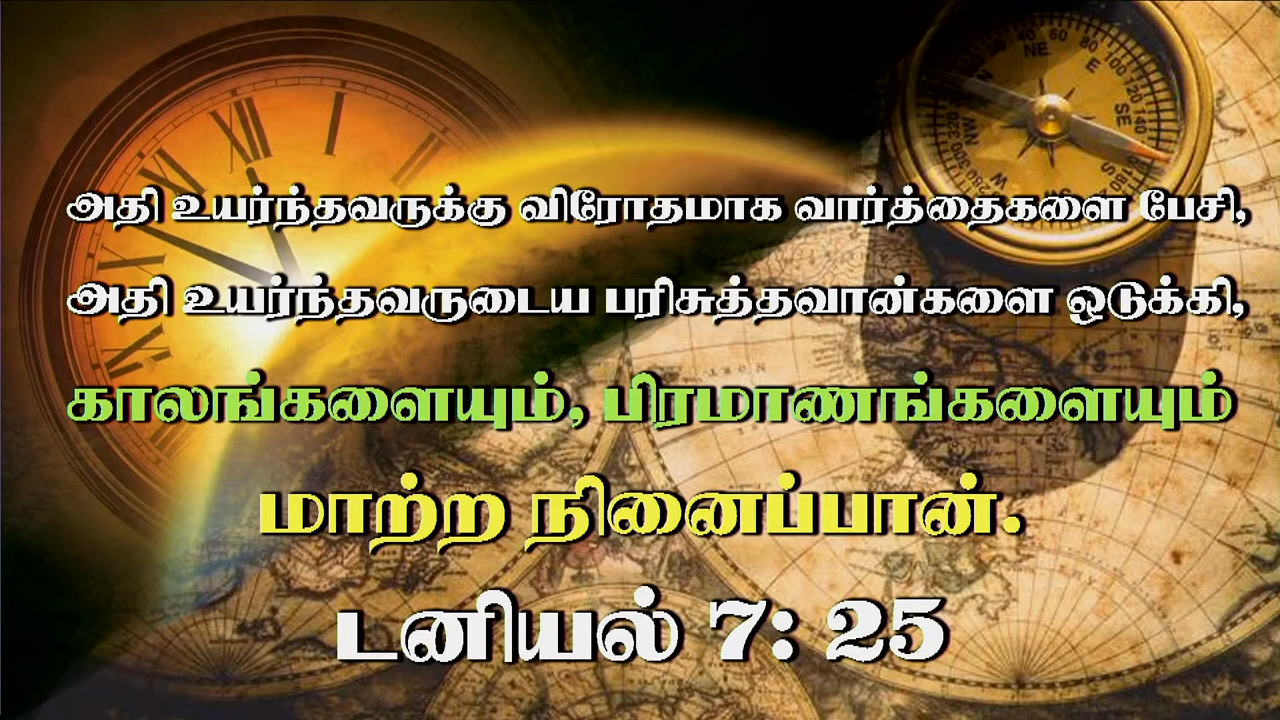 அதி உயர்ந்தவருக்கு விரோதமாக வார்த்தைகளை பேசி,
அதி உயர்ந்தவருடைய பரிசுத்தவான்களை ஒடுக்கி,
காலங்களையும், பிரமாணங்களையும்
மாற்ற நினைப்பான்.
டனியல் 7: 25